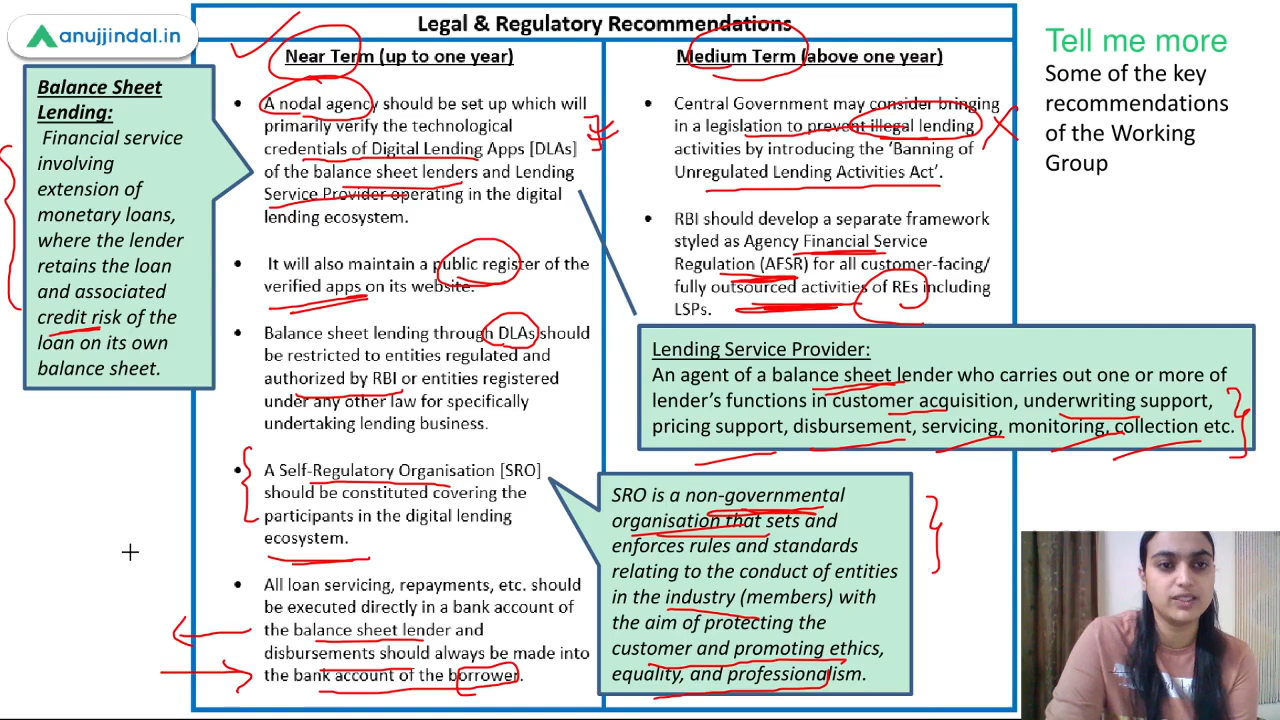 anujjindal.in
Legal & Regulatory Recommendations
Balance Sheet
Lending:
Financial service
involving
extension of
monetary loans,
where the lender
retains the loan
and associated
credit risk of the
loan on its own
balance sheet.
Near Term (up to one year)
• A nodal agency should be set up which will
primarily verify the technological
credentials of Digital Lending Apps [DLAs]
of the balance sheet lenders and Lending
Service Provider operating in the digital
lending ecosystem.
• It will also maintain a public register of the
verified apps on its website.
• Balance sheet lending through DLAs should
be restricted to entities regulated and
authorized by RBI or entities registered
under any other law for specifically
undertaking lending business.
• A Self-Regulatory Organisation [SRO]
should be constituted covering the
participants in the digital lending
ecosystem.
• All loan servicing, repayments, etc. should
be executed directly in a bank account of
the balance sheet lender and
disbursements should always be made into
the bank account of the borrower.
Medium Term (above one year)
• Central Government may consider bringing
in a legislation to prevent illegal lending
activities by introducing the ‘Banning of
Unregulated Lending Activities Act’.
• RBI should develop a separate framework
styled as Agency Financial Service
Regulation (AFSR) for all customer-facing/
fully outsourced activities of REs including
LSPs.
Lending Service Provider:
An agent of a balance sheet lender who carries out one or more of
lender’s functions in customer acquisition, underwriting support,
pricing support, disbursement, servicing, monitoring, collection etc.
SRO is a non-governmental
organisation that sets and
enforces rules and standards
relating to the conduct of entities
in the industry (members) with
the aim of protecting the
customer and promoting ethics,
equality, and professionalism.
Tell me more
Some of the key
recommendations
of the Working
Group